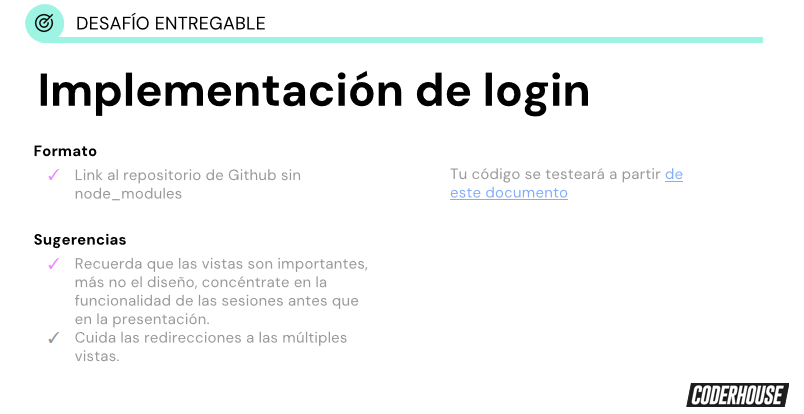 DESAFÍO ENTREGABLE
Implementación de login
Formato
✓ Link al repositorio de Github sin
node_modules
Sugerencias
✓ Recuerda que las vistas son importantes,
más no el diseño, concéntrate en la
funcionalidad de las sesiones antes que
en la presentación.
✓ Cuida las redirecciones a las múltiples
vistas.
Tu código se testeará a partir de
este documento
CODERHOUSE